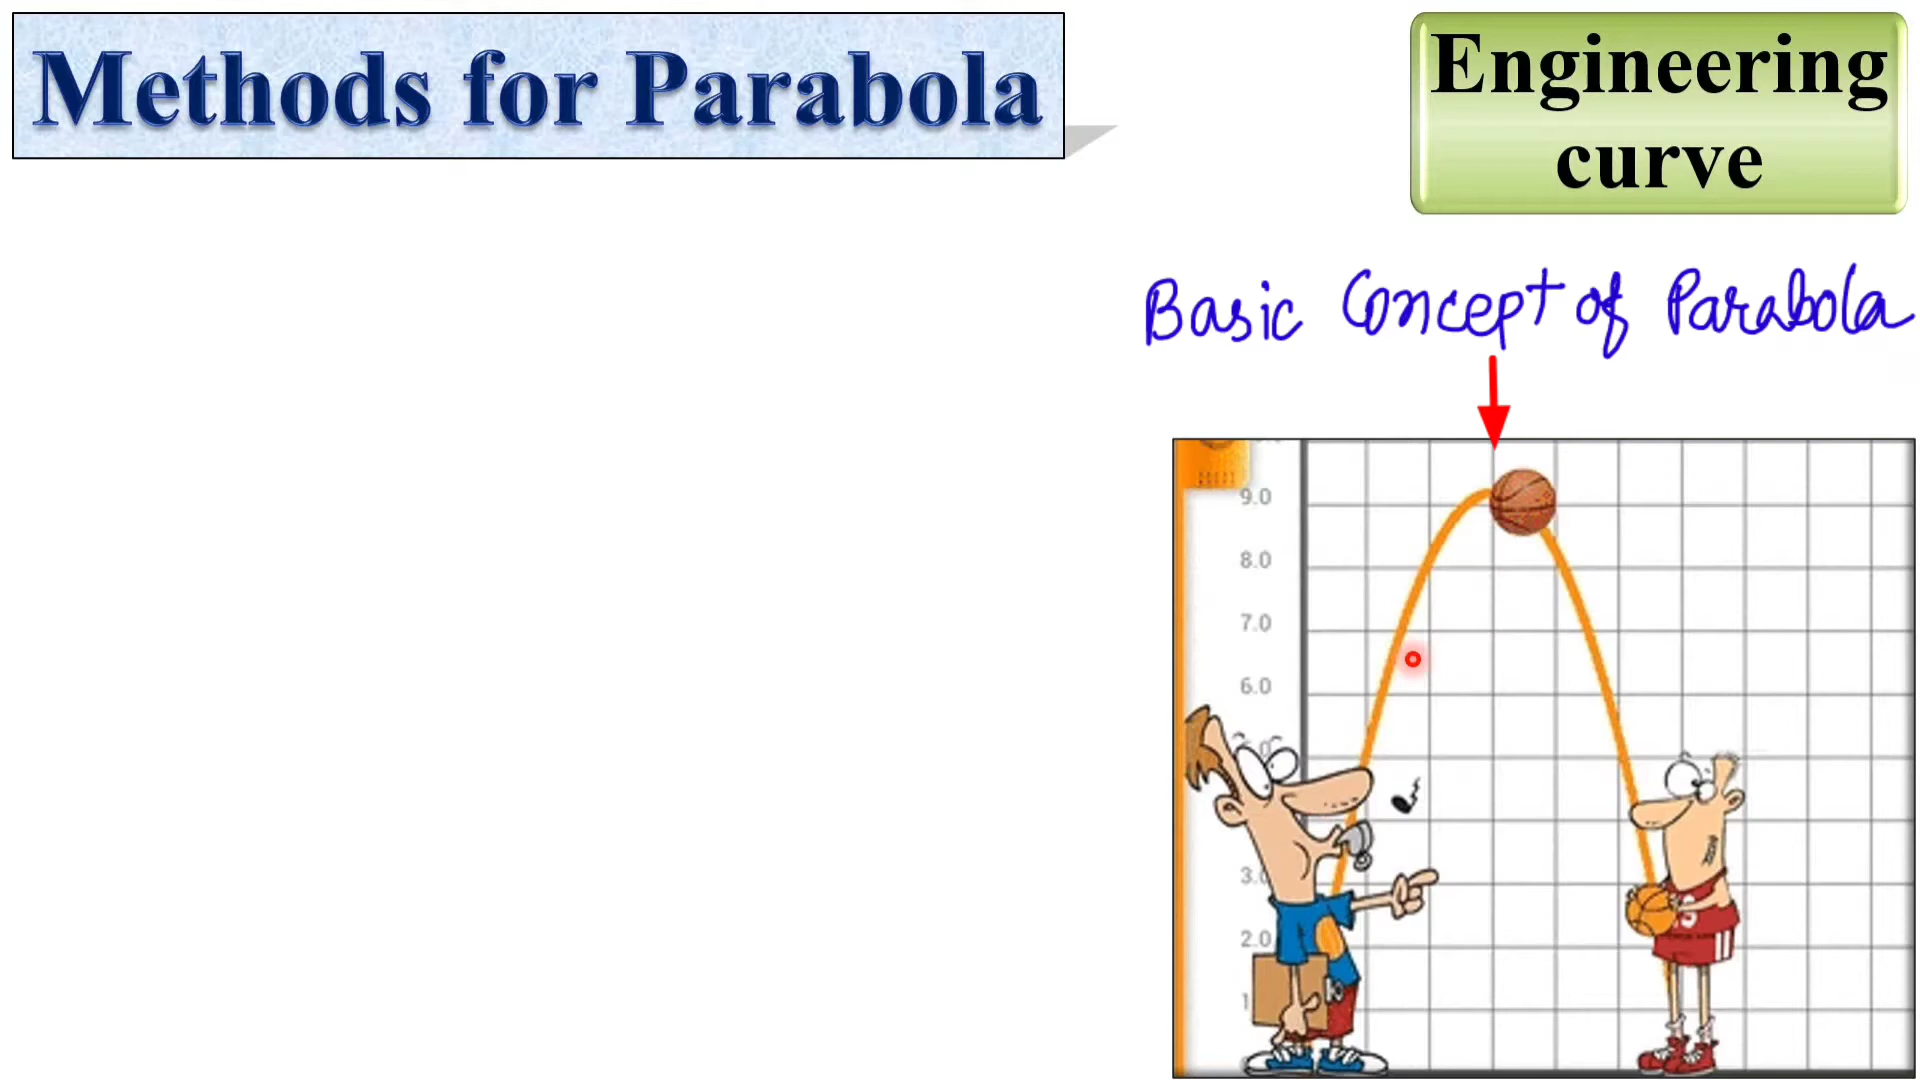 Methods for Parabola
Engineering
curve
Basic Concept of Parabola
9.0
8.0
7.0
6.0
2.0